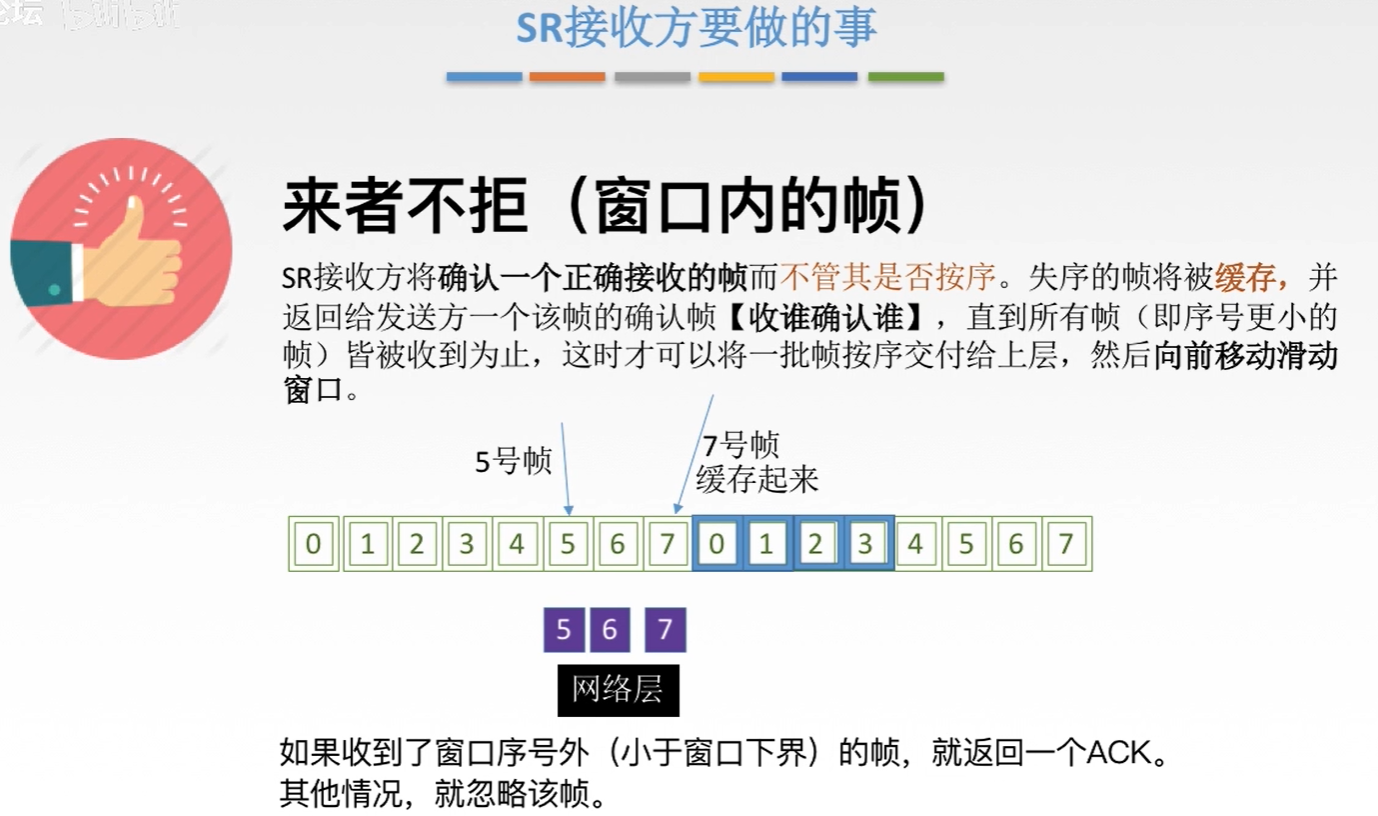 论坛 bilibili
SR接收方要做的事
来者不拒（窗口内的帧）
SR接收方将确认一个正确接收的帧而不管其是否按序。失序的帧将被缓存，并
返回给发送方一个该帧的确认帧【收谁确认谁】，直到所有帧（即序号更小的
帧）皆被收到为止，这时才可以将一批帧按序交付给上层，然后向前移动滑动
窗口。
5号帧
7号帧
缓存起来
0 1 2 3 4 5 6 7 0 1 2 3 4 5 6 7
5 6 7
网络层
如果收到了窗口序号外（小于窗口下界）的帧，就返回一个ACK。
其他情况，就忽略该帧。